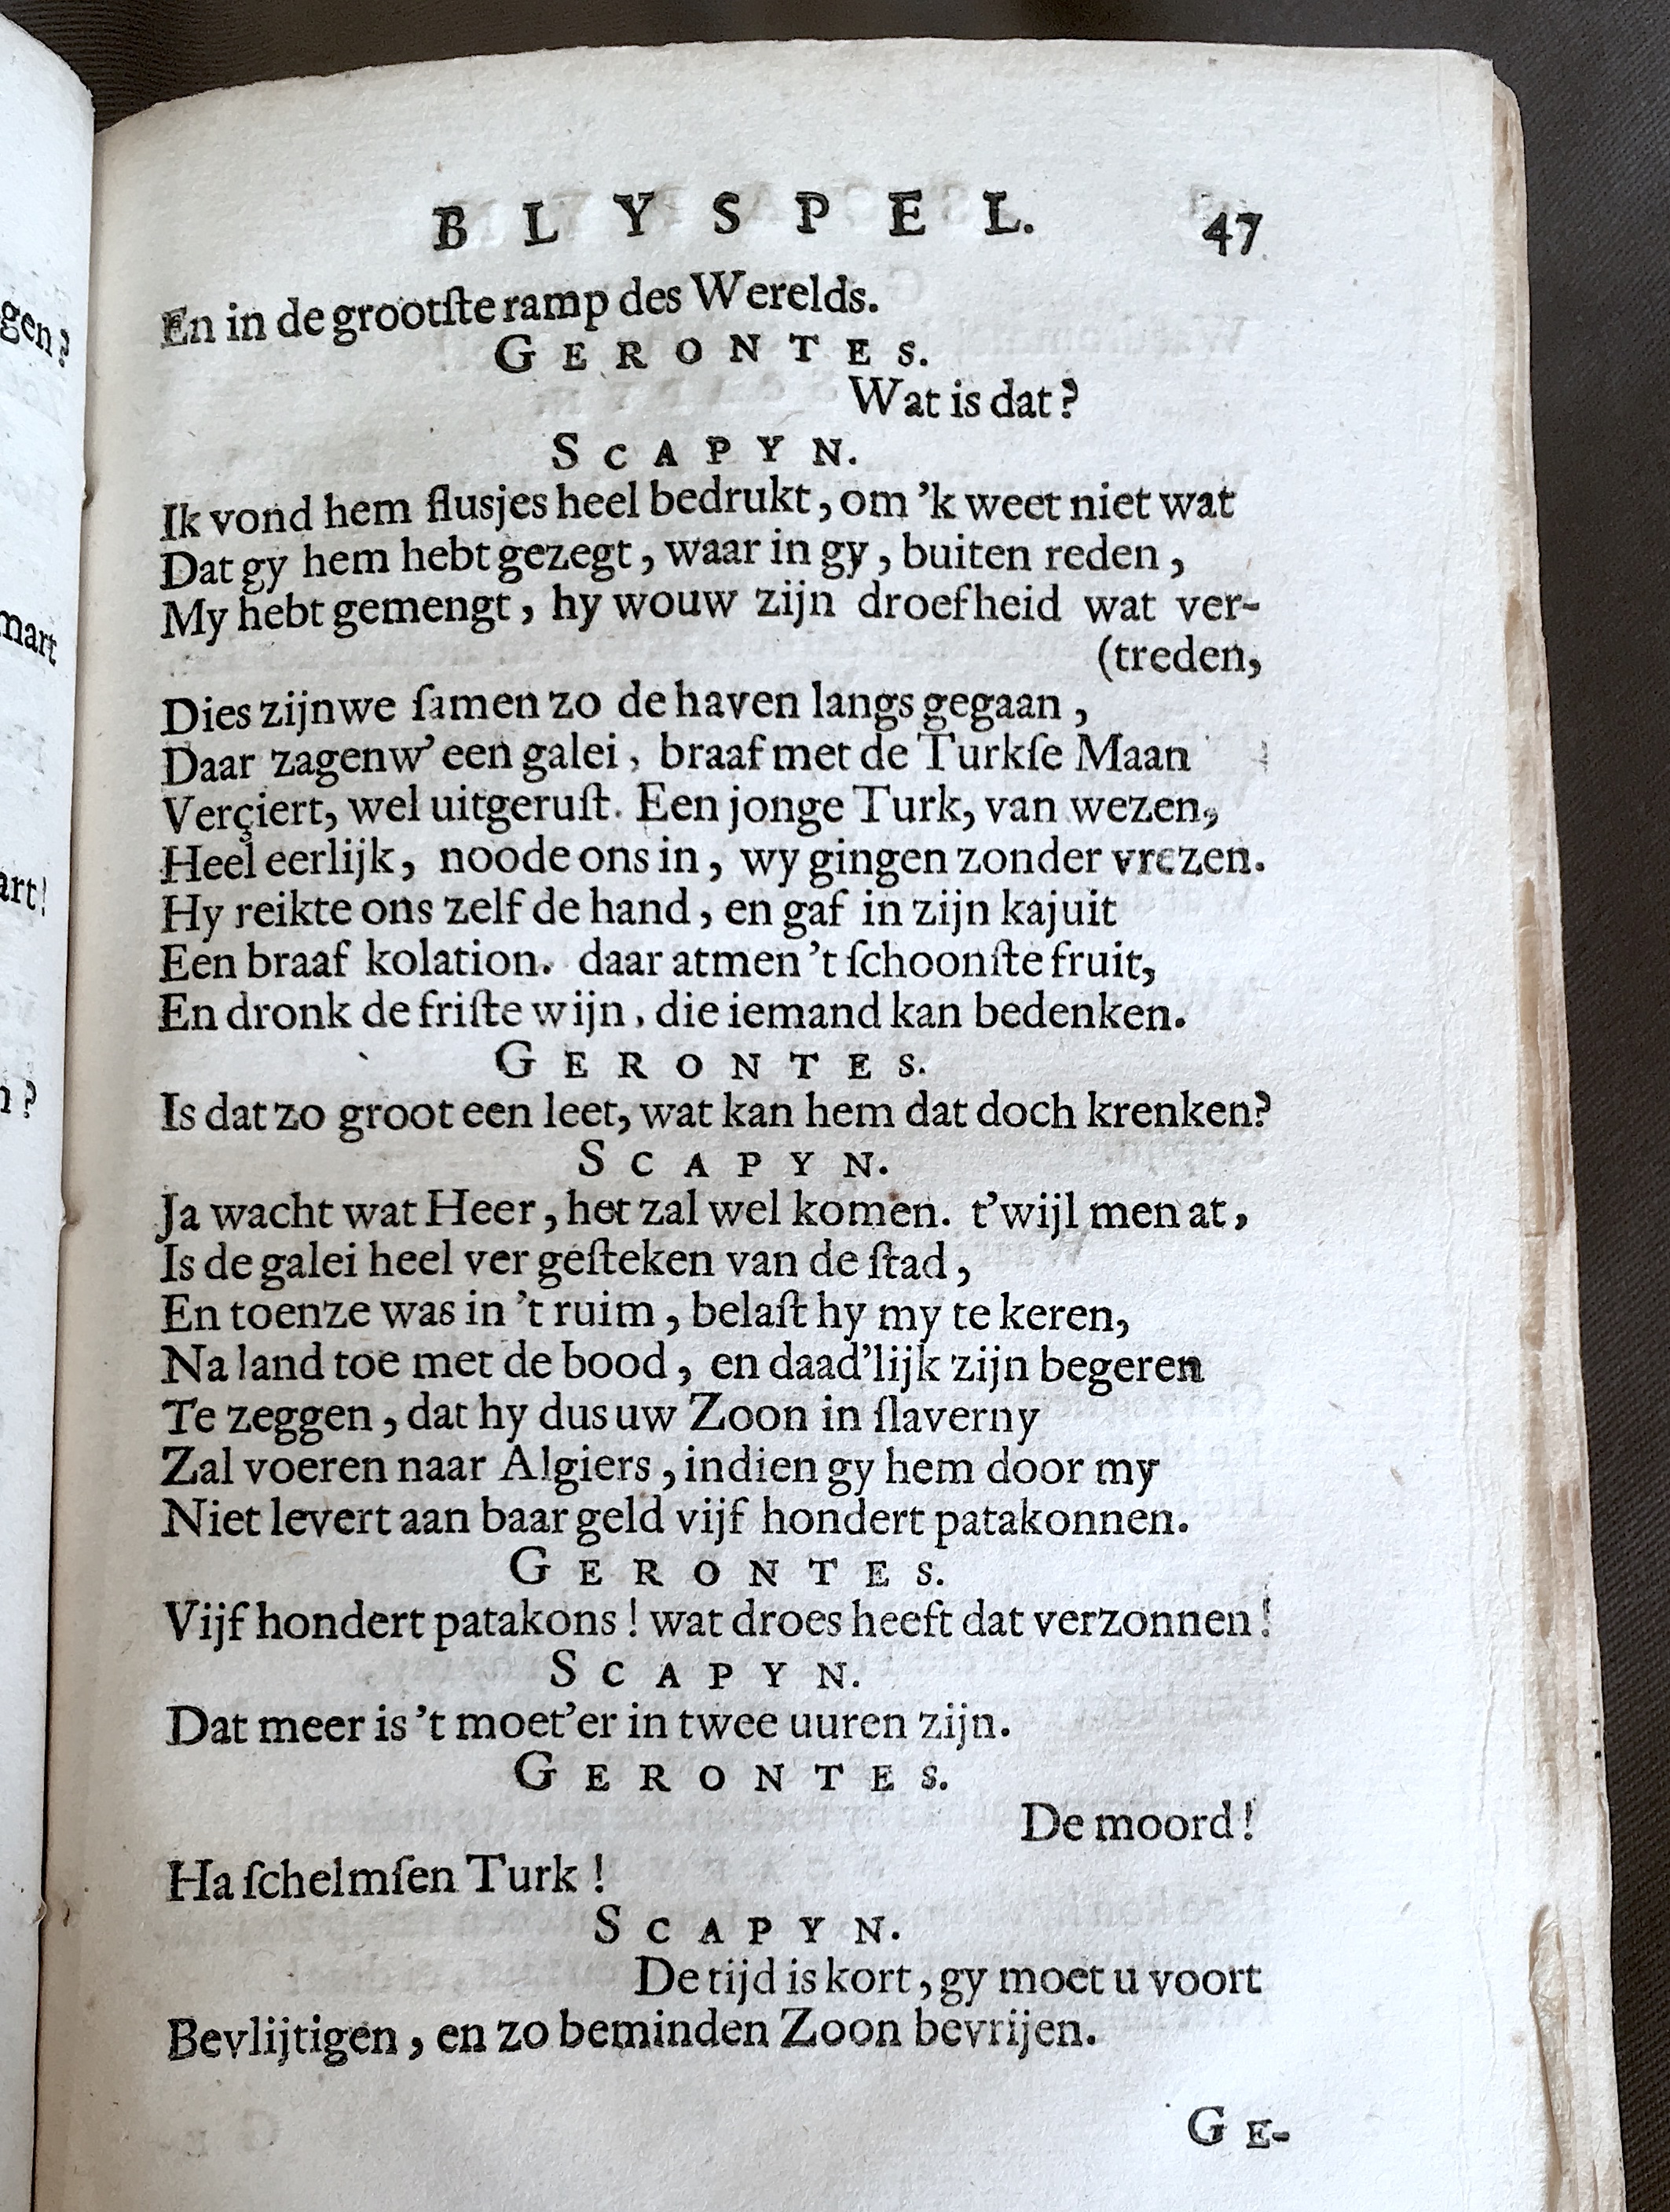 BLYSPEL. 47
En in de grootſte ramp des Werelds.
GERONTES.
Wat is dat?
SCAPYN.
Ik vond hem fluſjes heel bedrukt, om 'k weet niet wat
Dat gy hem hebt gezegt, waar in gy, buiten reden,
My hebt gemengt, hy wouw zijn droefheid wat ver-
(treden,
Dies zijnwe ſamen zo de haven langs gegaan,
Daar zagenw' een galei, braaf met de Turkſe Maan
Verçiert, wel uitgeruſt. Een jonge Turk, van wezen,
Heel eerlijk, noode ons in, wy gingen zonder vrezen.
Hy reikte ons zelf de hand, en gaf in zijn kajuit
Een braaf kolation. daar atmen 't ſchoonſte fruit,
En dronk de friſte wijn, die iemand kan bedenken.
GERONTES.
Is dat zo groot een leet, wat kan hem dat doch krenken?
SCAPYN.
Ja wacht wat Heer, het zal wel komen. t'wijl men at,
Is de galei heel ver geſteken van de ſtad,
En toenze was in 't ruim, belaſt hy my te keren,
Na land toe met de bood, en daad'lijk zijn begeren
Te zeggen, dat hy dus uw Zoon in ſlaverny
Zal voeren naar Algiers, indien gy hem door my
Niet levert aan baar geld vijf hondert patakonnen.
GERONTES.
Vijf hondert patakons! wat droes heeft dat verzonnen!
SCAPYN.
Dat meer is 't moet'er in twee uuren zijn.
GERONTES.
De moord!
Ha ſchelmſen Turk!
SCAPYN.
De tijd is kort, gy moet u voort
Bevlijtigen, en zo beminden Zoon bevrijen.
GE-
gen?
mart
art!
?